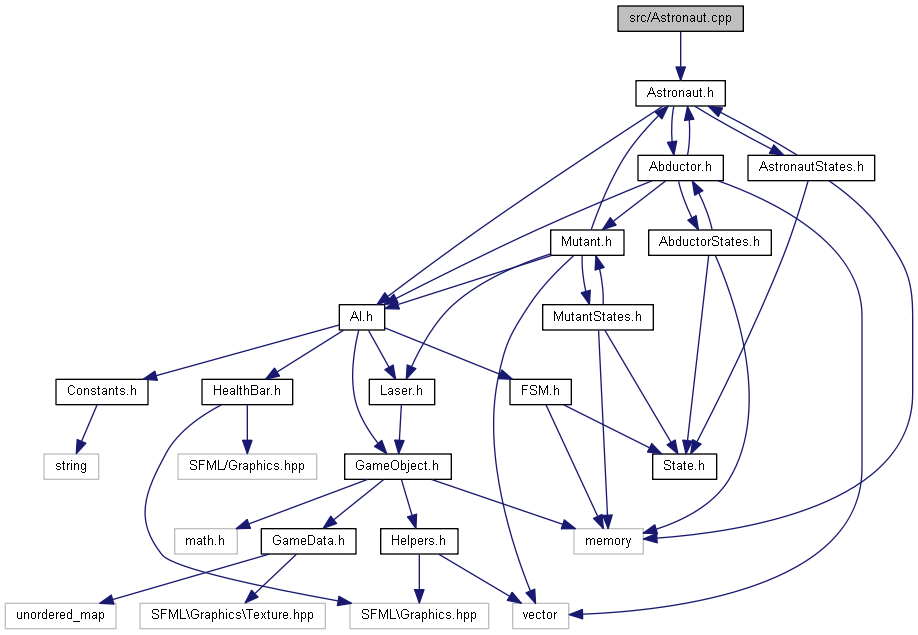 src/Astronaut.cpp
Astronaut.h
Abductor.h
AstronautStates.h
Mutant.h
AbductorStates.h
AI.h
MutantStates.h
Constants.h
HealthBar.h
Laser.h
FSM.h
string
SFML/Graphics.hpp
GameObject.h
State.h
math.h
GameData.h
Helpers.h
memory
unordered_map
SFML\Graphics\Texture.hpp
SFML\Graphics.hpp
vector